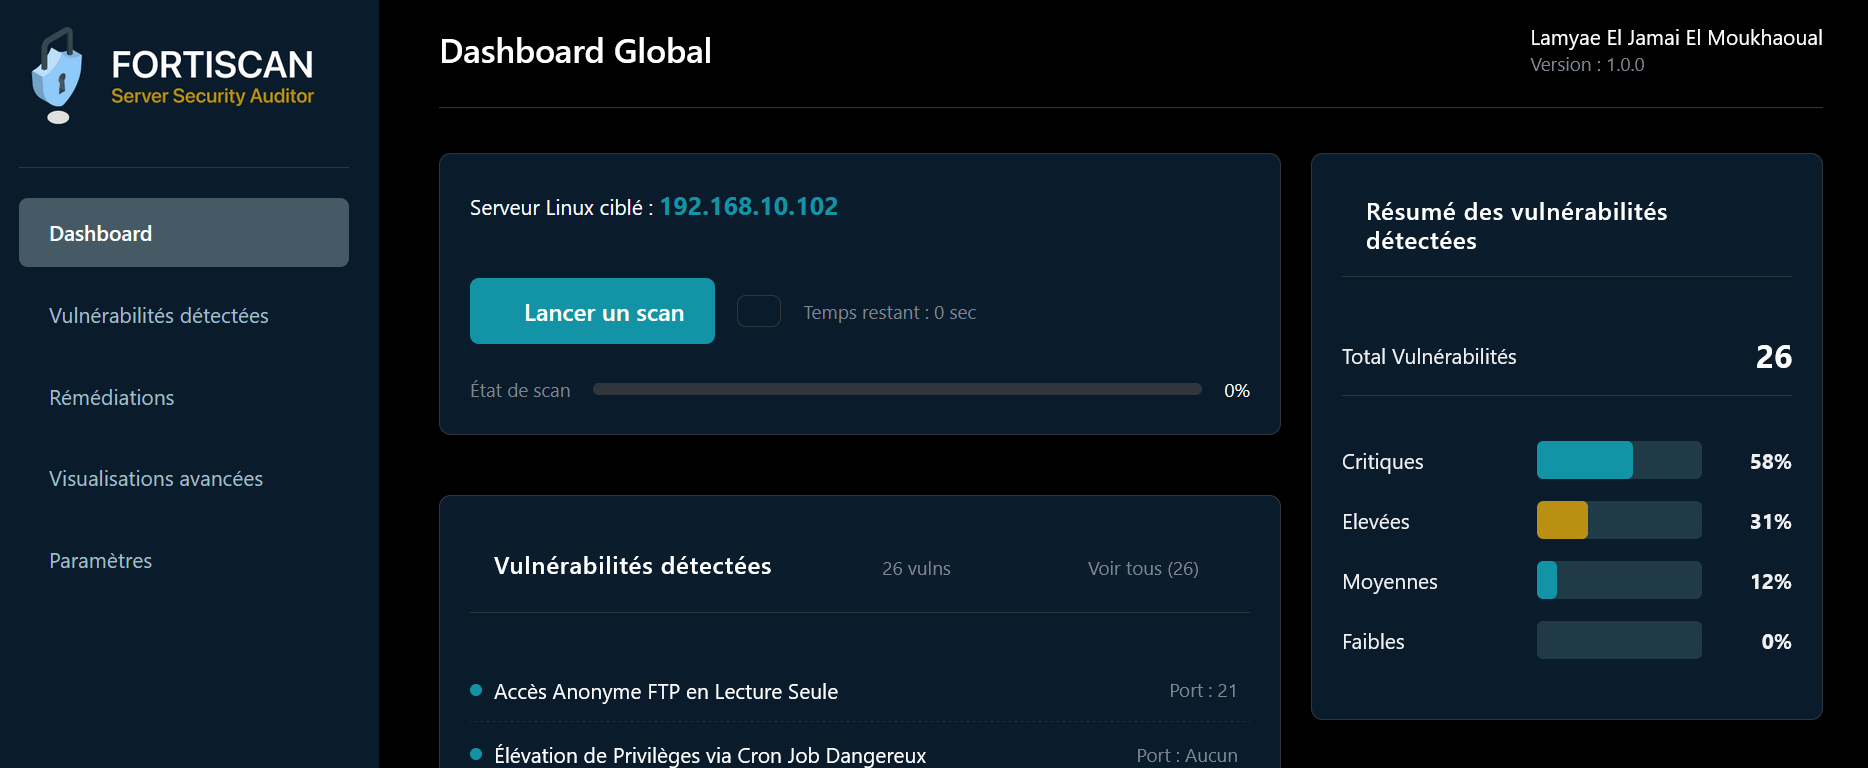 FORTISCAN
Server Security Auditor
Dashboard
Vulnérabilités détectées
Rémédiations
Visualisations avancées
Paramètres
Dashboard Global
Lamyae El Jamai El Moukhaoual
Version : 1.0.0
Serveur Linux ciblé : 192.168.10.102
Lancer un scan
Temps restant : 0 sec
État de scan
0%
Vulnérabilités détectées
26 vulns
Voir tous (26)
Accès Anonyme FTP en Lecture Seule
Port : 21
Élévation de Privilèges via Cron Job Dangereux
Port : Aucun
Résumé des vulnérabilités
détectées
Total Vulnérabilités
26
Critiques
58%
Elevées
31%
Moyennes
12%
Faibles
0%